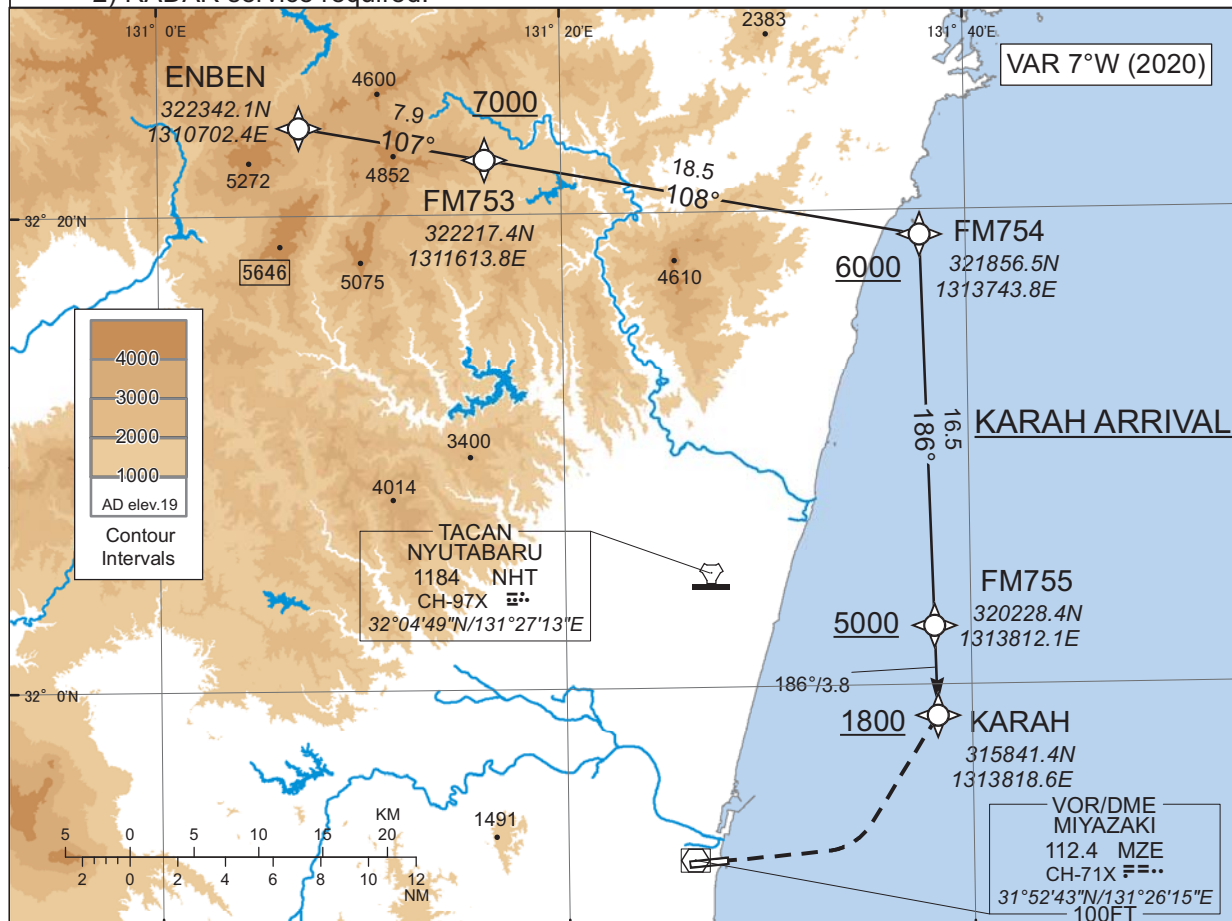 2) RADAR service required.
131° 0'E
131° 20'E
2383
131° 40'E
VAR 7°W (2020)
ENBEN
322342.1N
1310702.4E
4600
7.9
107°
7000
5272
4852
FM753
322217.4N
1311613.8E
18.5
108°
32° 20'N
5646
5075
4610
6000
FM754
321856.5N
1313743.8E
4000
3000
2000
1000
AD elev.19
Contour
Intervals
3400
4014
186°
16.5
KARAH ARRIVAL
TACAN
NYUTABARU
1184 NHT
CH-97X
32°04'49"N/131°27'13"E
FM755
320228.4N
1313812.1E
5000
32° 0'N
186°/3.8
1800
KARAH
315841.4N
1313818.6E
1491
KM
5 0 5 10 15 20
2 0 2 4 6 8 10 12
NM
VOR/DME
MIYAZAKI
112.4 MZE
CH-71X
31°52'43"N/131°26'15"E
100FT